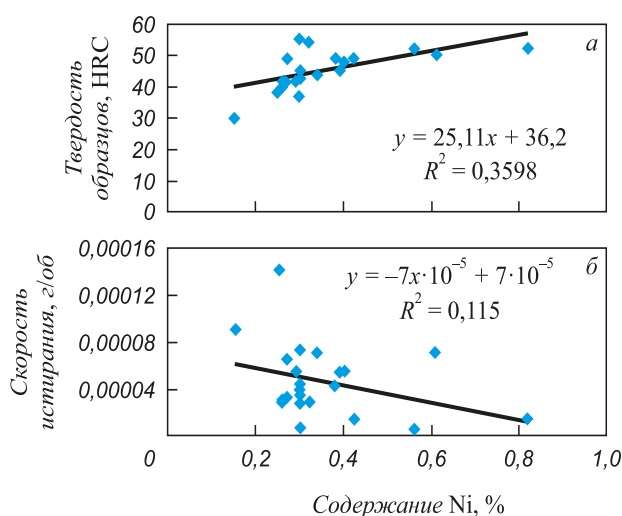 60
50
40
30
20
10
0
Твердость
образцов, HRC
а
y = 25,11x + 36,2
R² = 0,3598
0,00016
0,00012
0,00008
0,00004
Скорость
истирания, г/об
б
y = –7x·10⁻⁵ + 7·10⁻⁵
R² = 0,115
0 0,2 0,4 0,6 0,8 1,0
Содержание Ni, %